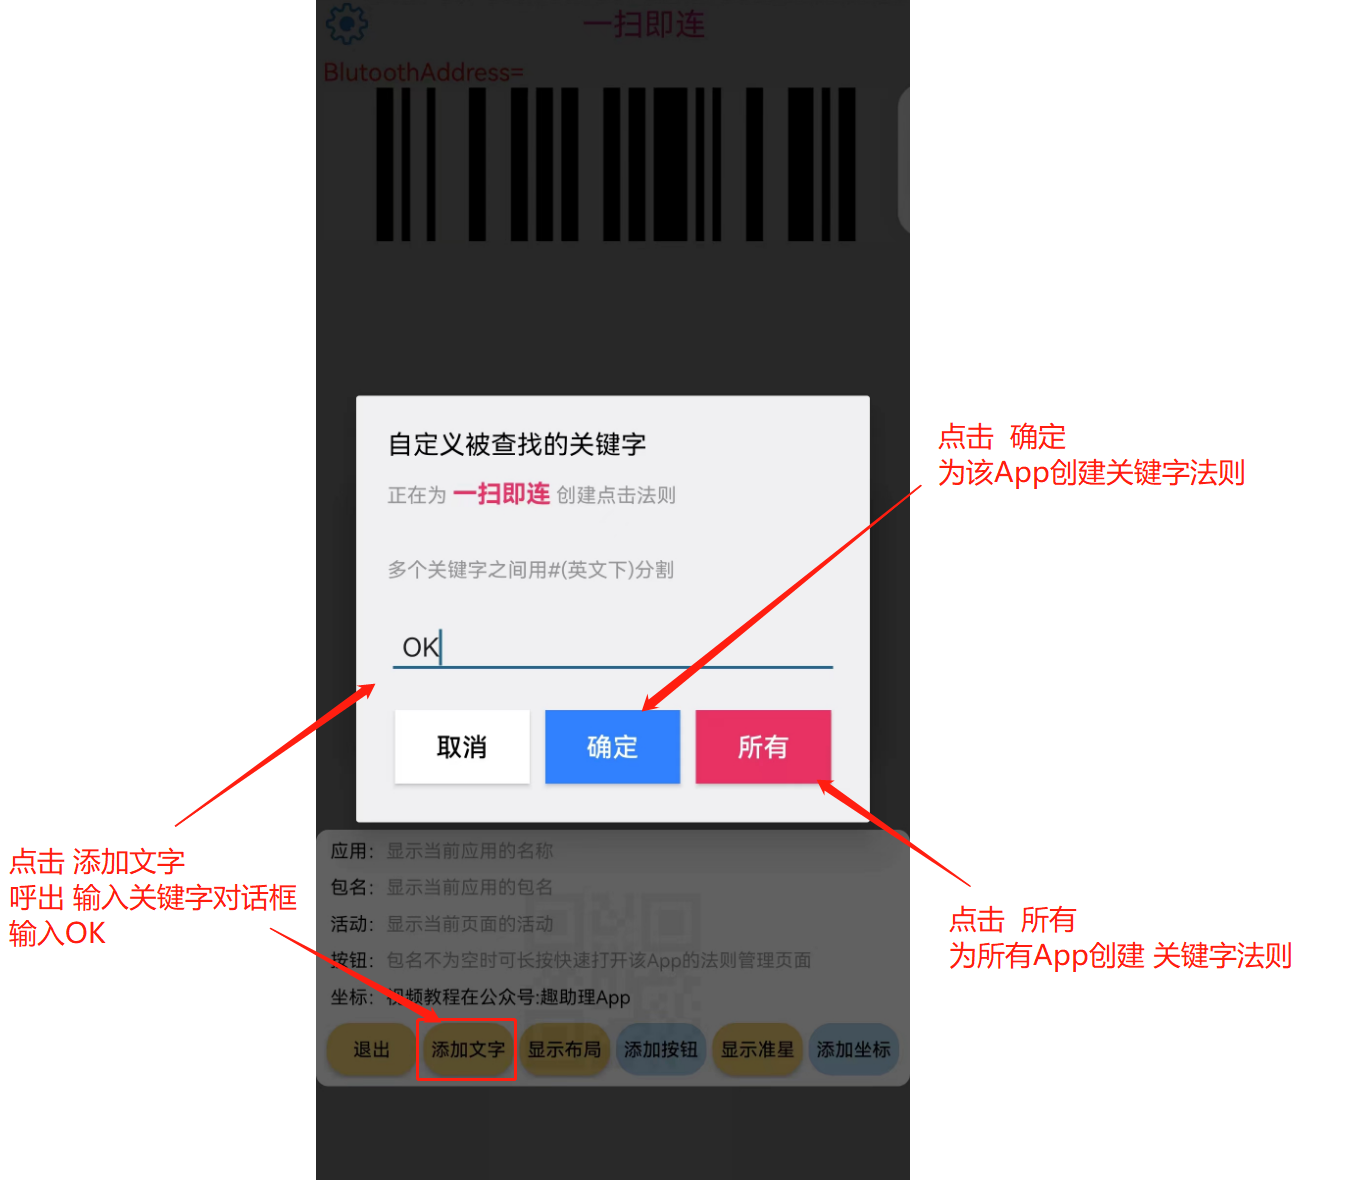 一扫即连
BlutoothAddress=
自定义被查找的关键字
正在为 一扫即连 创建点击法则
多个关键字之间用#(英文下)分割
OK
取消
确定
所有
点击 确定
为该App创建关键字法则
点击 添加文字
呼出 输入关键字对话框
输入OK
点击 所有
为所有App创建 关键字法则
应用：显示当前应用的名称
包名：显示当前应用的包名
活动：显示当前页面的活动
按钮：包名不为空时可长按快速打开该App的法则管理页面
坐标：视频教程在公众号:趣助理App
退出
添加文字
显示布局
添加按钮
显示准星
添加坐标